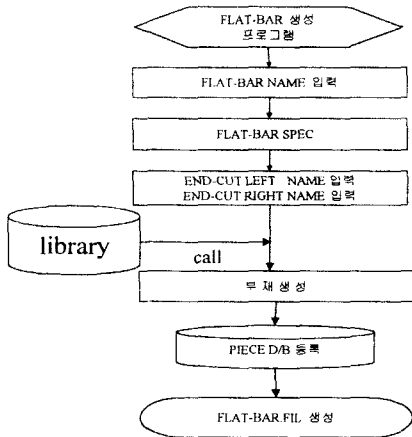 FLAT-BAR 생성
프로그램
FLAT-BAR NAME 입력
FLAT-BAR SPEC
END-CUT LEFT NAME 입력
END-CUT RIGHT NAME 입력
library
call
부 재 생성
PIECE D/B 등록
FLAT-BAR.FIL 생성